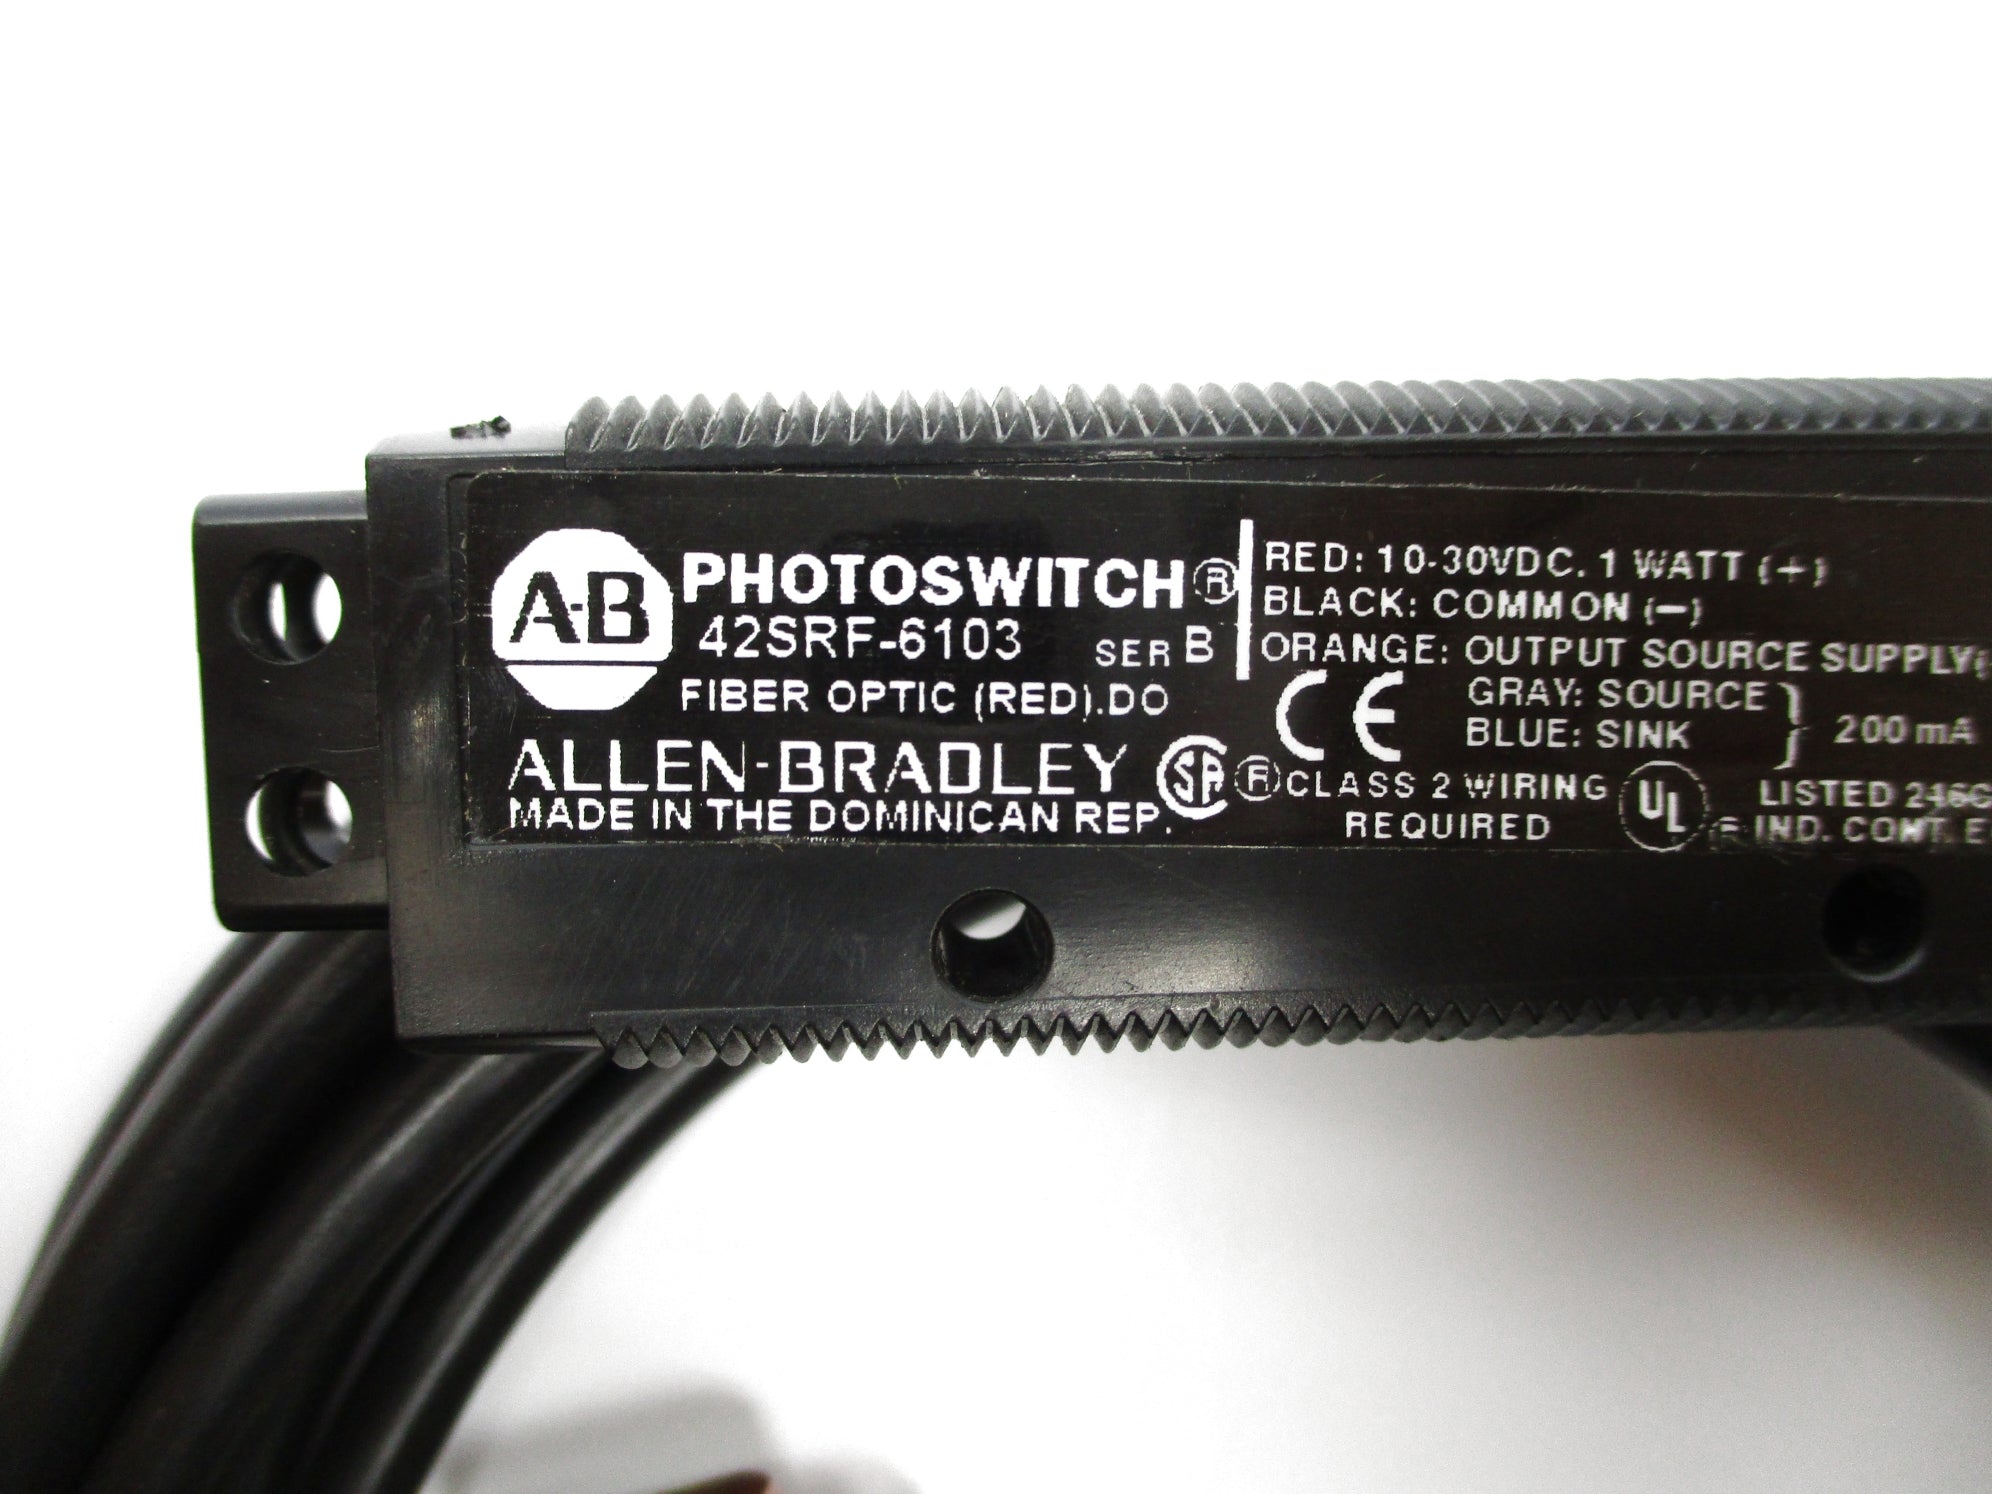 A-B
PHOTOSWITCH®
42SRF-6103 SER B
FIBER OPTIC (RED).DO
ALLEN-BRADLEY
MADE IN THE DOMINICAN REP.
RED: 10-30VDC. 1 WATT (+)
BLACK: COMMON (—)
ORANGE: OUTPUT SOURCE SUPPLY
GRAY: SOURCE
BLUE: SINK
200 mA
CE
SA ®
CLASS 2 WIRING
REQUIRED
UL ®
LISTED
IND. CONT.